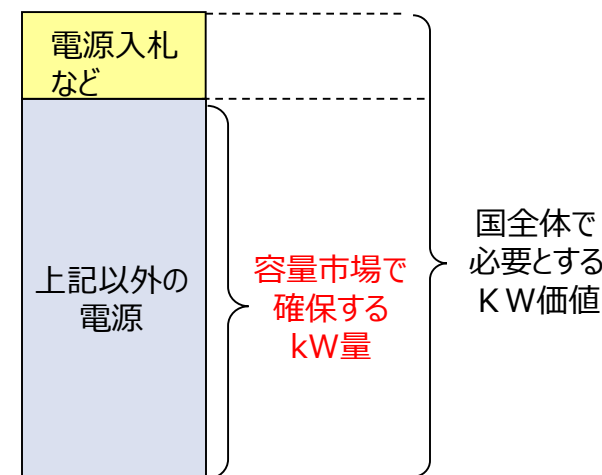 電源入札
など
上記以外の
電源
容量市場で
確保する
kW量
国全体で
必要とする
ＫＷ価値